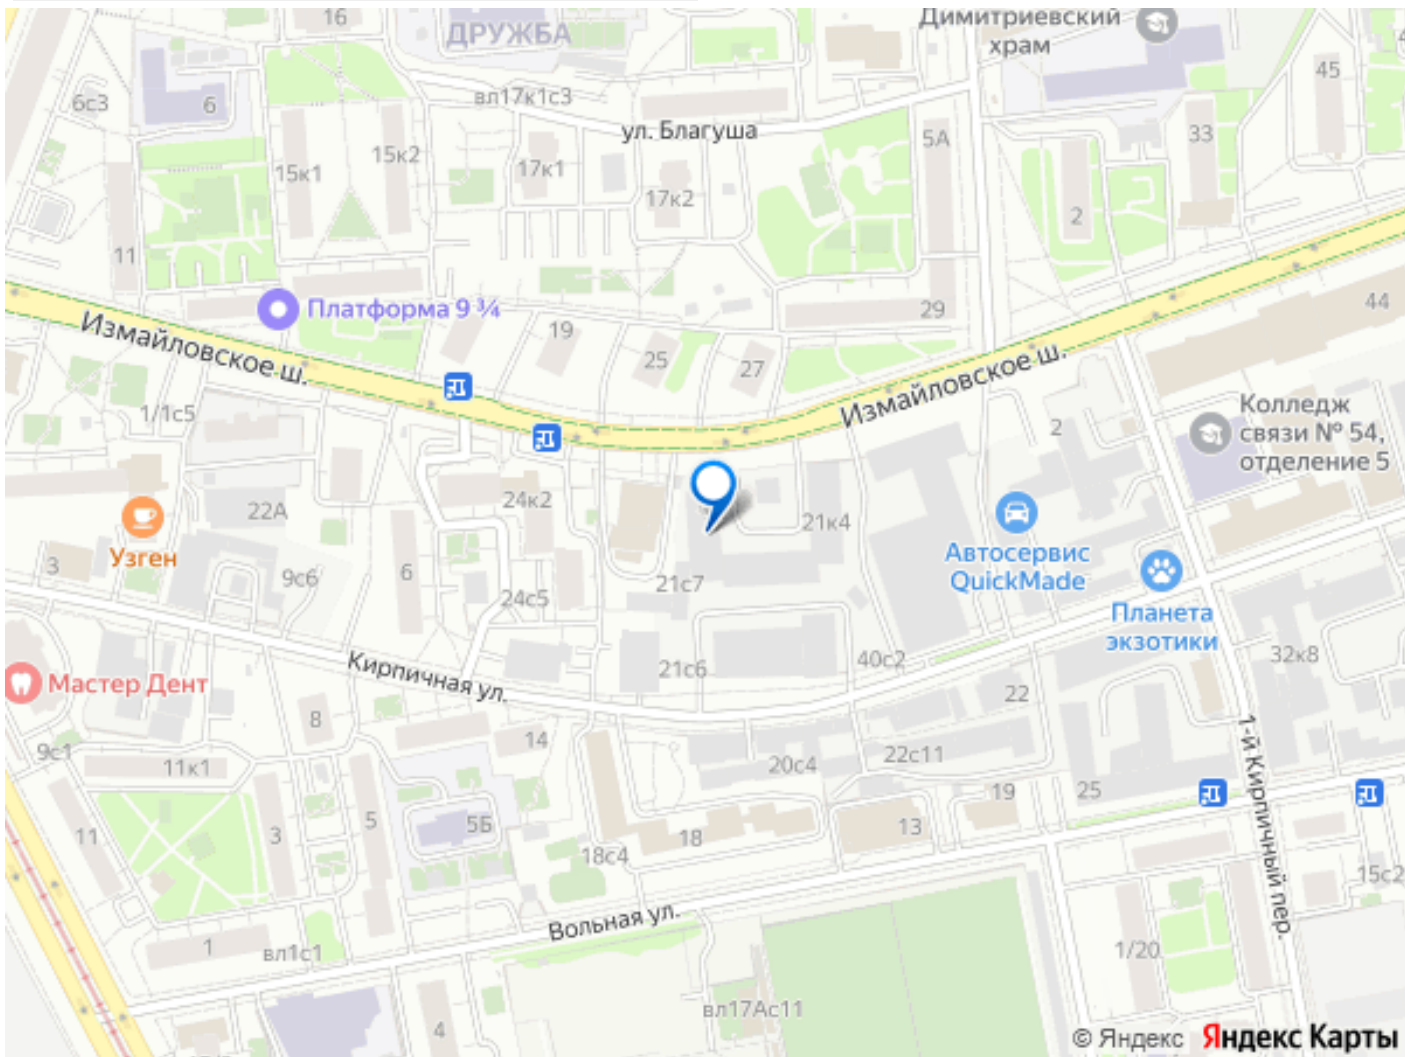 16
ДРУЖБА
Димитриевский
храм
45
6с3
6
вл17к1с3
ул. Благуша
5А
33
15к1
15к2
17к1
17к2
2
11
Платформа 9 ¾
19
29
44
Измайловское ш.
25
27
Измайловское ш.
1/1с5
2
Колледж
связи № 54,
отделение 5
22А
24к2
21к4
Узген
3
9с6
6
24с5
21с7
Автосервис
QuickMade
Планета
экзотики
Мастер Дент
Кирпичная ул.
21с6
40с2
32к8
22
8
14
9с1
11к1
20с4
22с11
1-й Кирпичный пер.
19
25
11
3
5
5Б
18
13
18с4
15с2
Вольная ул.
1
вл1с1
1/20
4
вл17Ас11
© Яндекс Яндекс Карты